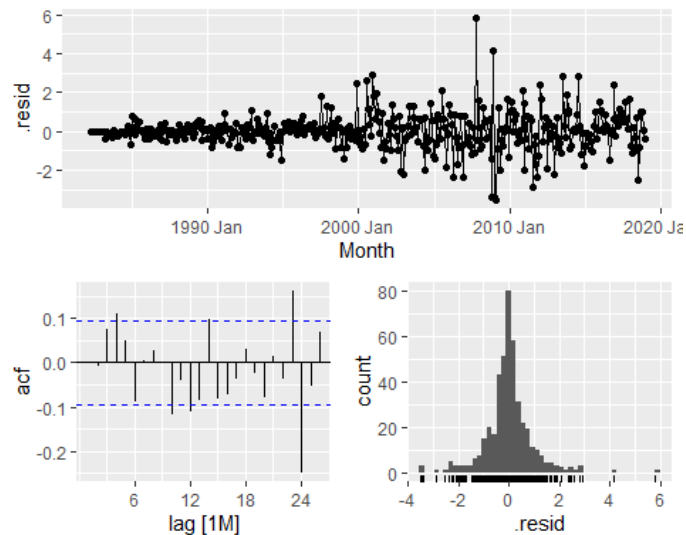 6
4
2
0
-2
.resid
1990 Jan 2000 Jan 2010 Jan 2020 Ja
Month
0.1
0.0
-0.1
-0.2
acf
6 12 18 24
lag [1M]
80
60
40
20
0
count
-4 -2 0 2 4 6
.resid